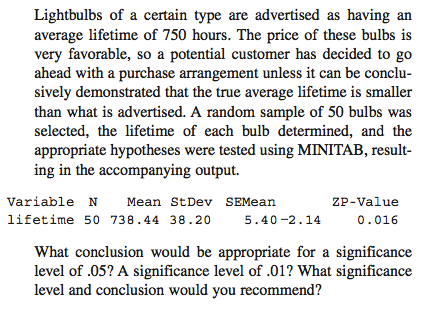 Lightbulbs of a certain type are advertised as having an
average lifetime of 750 hours. The price of these bulbs is
very favorable, so a potential customer has decided to go
ahead with a purchase arrangement unless it can be conclu-
sively demonstrated that the true average lifetime is smaller
than what is advertised. A random sample of 50 bulbs was
selected, the lifetime of each bulb determined, and the
appropriate hypotheses were tested using MINITAB, result-
ing in the accompanying output.
Variable N Mean StDev SEMean ZP-Value
lifetime 50 738.44 38.20 5.40-2.14 0.016
What conclusion would be appropriate for a significance
level of .05? A significance level of .01? What significance
level and conclusion would you recommend?